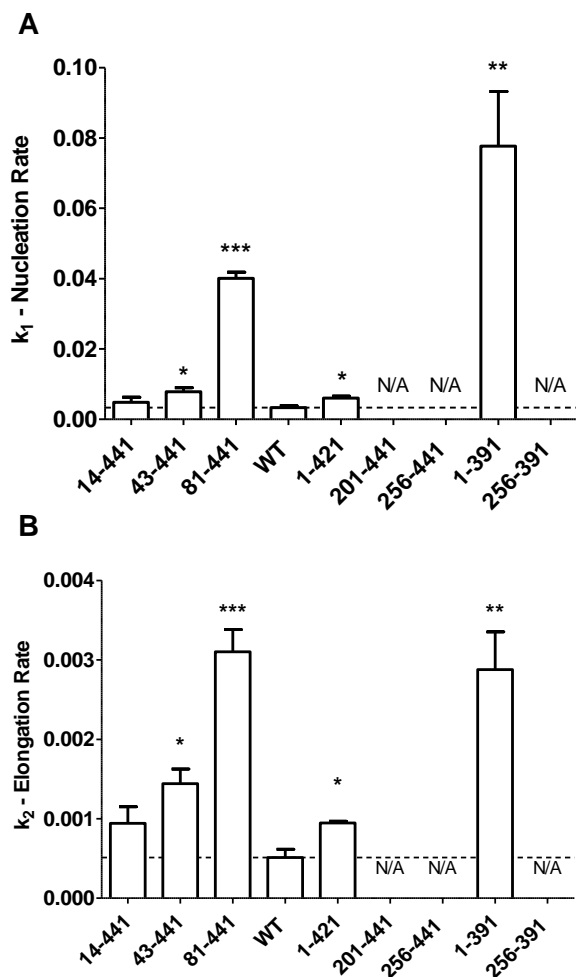 A
k₁ - Nucleation Rate
0.10
0.08
0.06
0.04
0.02
0.00
*
***
*
N/A
N/A
**
N/A
14-441
43-441
81-441
WT
1-421
201-441
256-441
1-391
256-391
B
k₂ - Elongation Rate
0.004
0.003
0.002
0.001
0.000
*
***
*
N/A
N/A
**
N/A
14-441
43-441
81-441
WT
1-421
201-441
256-441
1-391
256-391